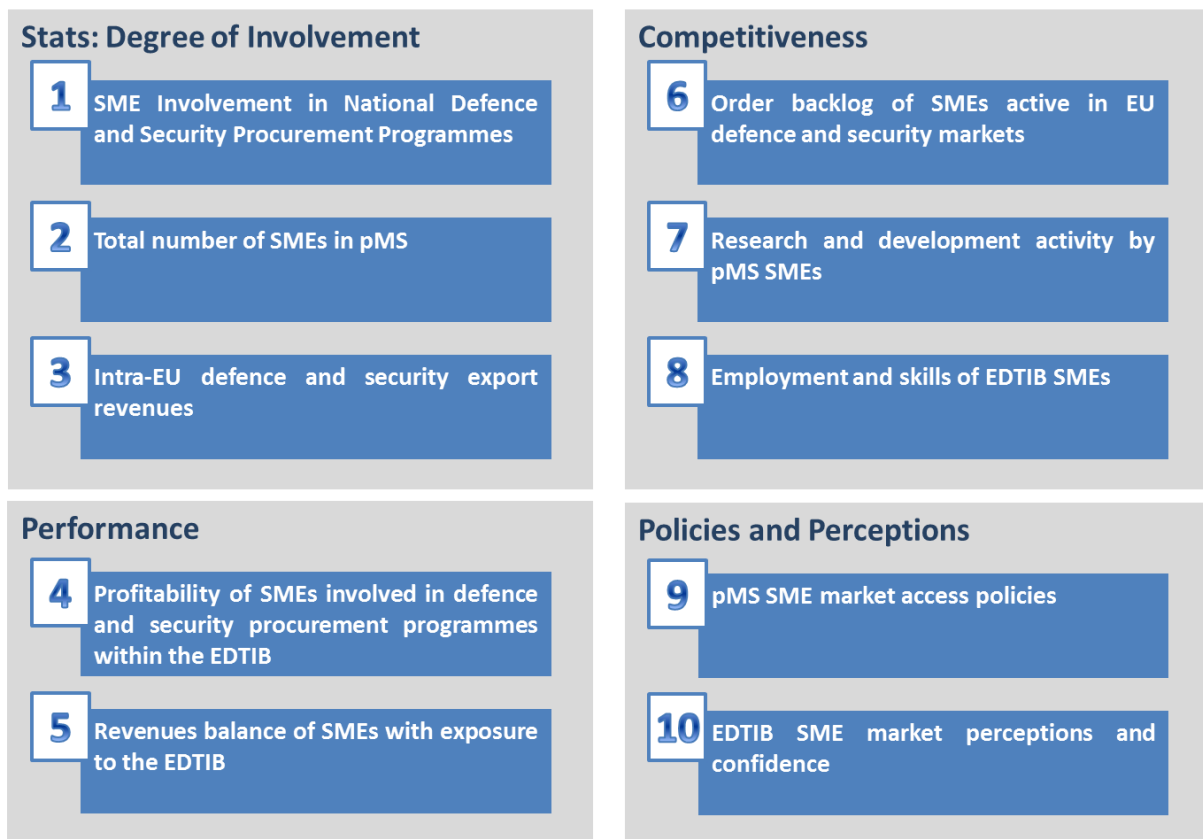 Stats: Degree of Involvement
1
SME Involvement in National Defence
and Security Procurement Programmes
2
Total number of SMEs in pMS
3
Intra-EU defence and security export
revenues
Competitiveness
6
Order backlog of SMEs active in EU
defence and security markets
7
Research and development activity by
pMS SMEs
8
Employment and skills of EDTIB SMEs
Performance
4
Profitability of SMEs involved in defence
and security procurement programmes
within the EDTIB
5
Revenues balance of SMEs with exposure
to the EDTIB
Policies and Perceptions
9
pMS SME market access policies
10
EDTIB SME market perceptions and
confidence